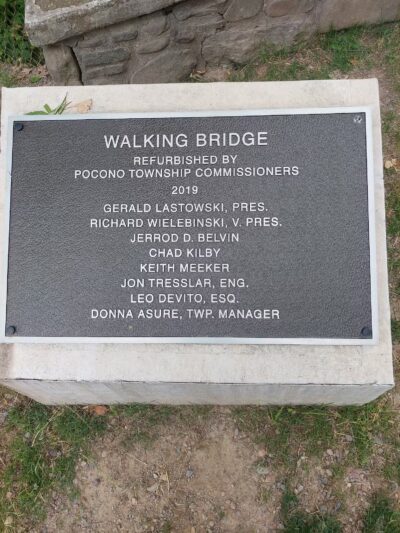 WALKING BRIDGE
REFURBISHED BY
POCONO TOWNSHIP COMMISSIONERS
2019
GERALD LASTOWSKI, PRES.
RICHARD WIELEBINSKI, V. PRES.
JERROD D. BELVIN
CHAD KILBY
KEITH MEEKER
JON TRESSLAR, ENG.
LEO DEVITO, ESQ.
DONNA ASURE, TWP. MANAGER